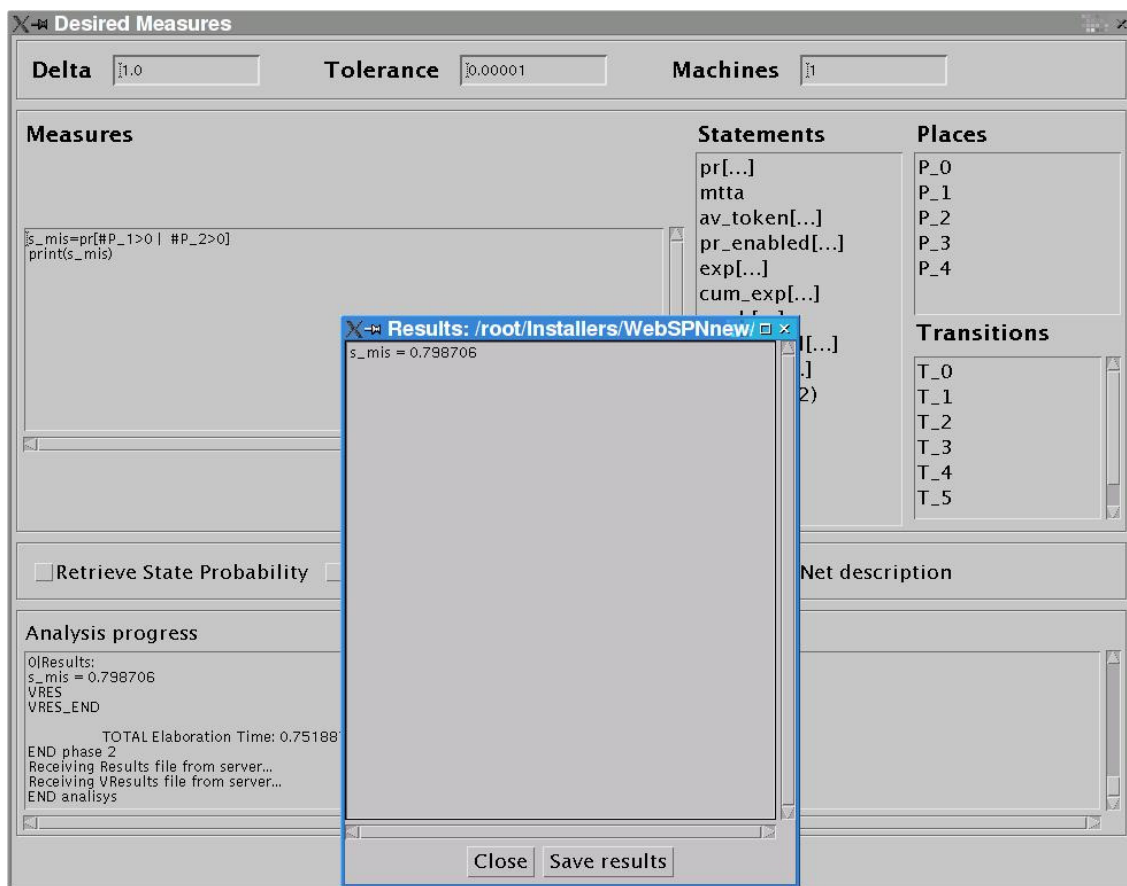 Desired Measures
Delta 1.0 Tolerance 0.00001 Machines 1
Measures
s_mis=pr[#P_1>0 | #P_2>0]
print(s_mis)
Statements
pr[...]
mtta
av_token[...]
pr_enabled[...]
exp[...]
cum_exp[...]
[...]
.]
2)
Places
P_0
P_1
P_2
P_3
P_4
Transitions
T_0
T_1
T_2
T_3
T_4
T_5
Results: /root/Installers/WebSPNnew/
s_mis = 0.798706
Close Save results
Retrieve State Probability
Net description
Analysis progress
0|Results:
s_mis = 0.798706
VRES
VRES_END
TOTAL Elaboration Time: 0.75188
END phase 2
Receiving Results file from server...
Receiving VResults file from server...
END analisys